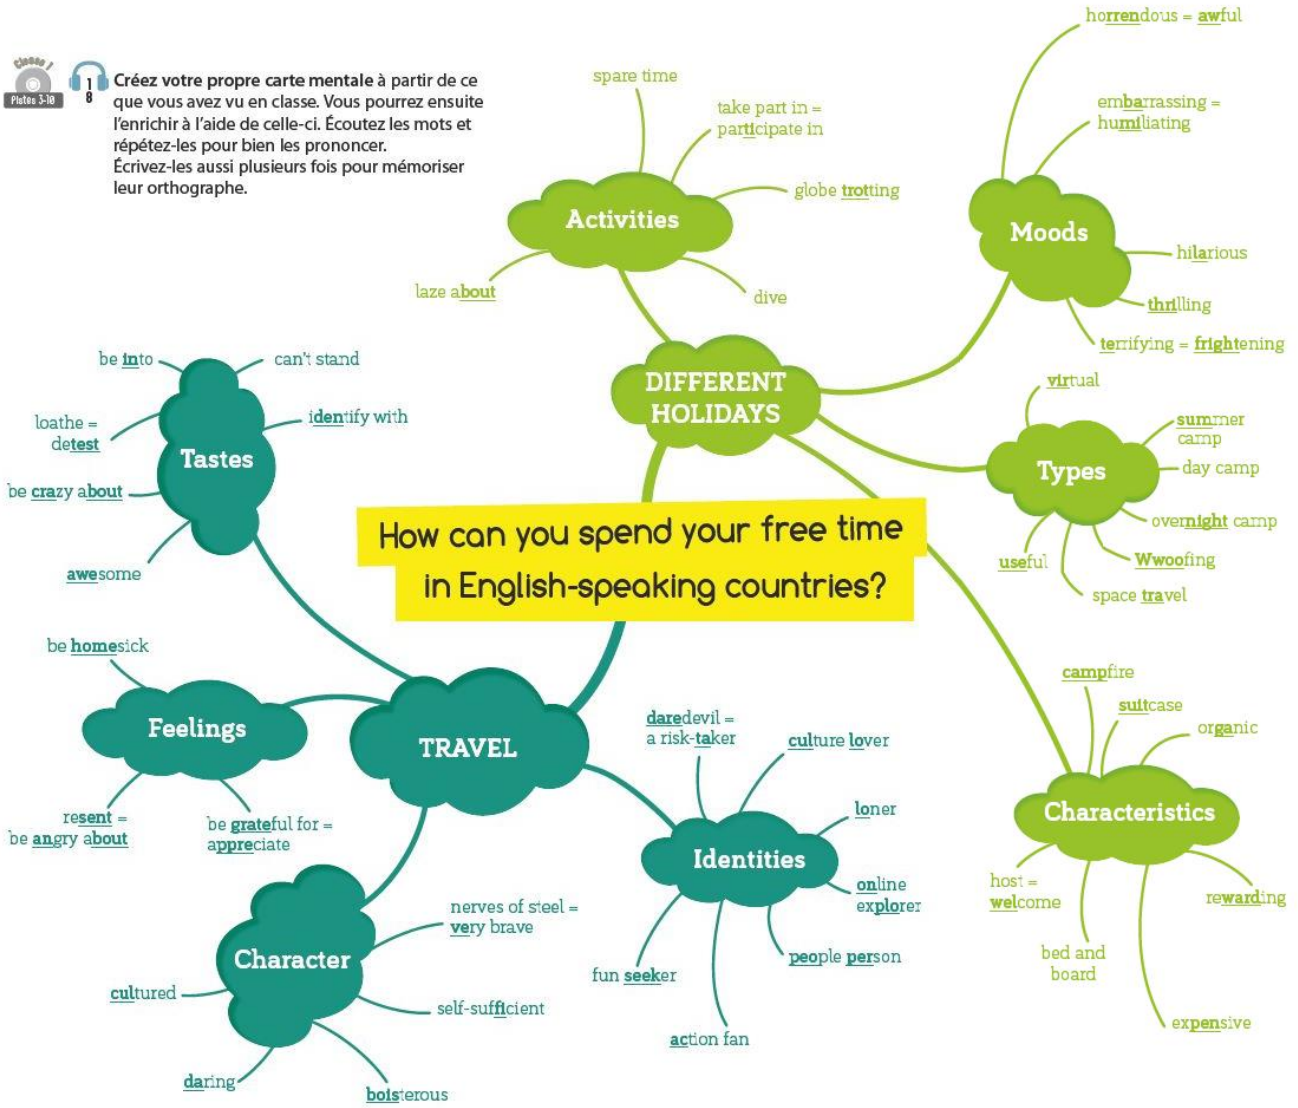 Classe !
Pistes 3-10
1
8
Créez votre propre carte mentale à partir de ce
que vous avez vu en classe. Vous pourrez ensuite
l'enrichir à l'aide de celle-ci. Écoutez les mots et
répétez-les pour bien les prononcer.
Écrivez-les aussi plusieurs fois pour mémoriser
leur orthographe.
How can you spend your free time
in English-speaking countries?
DIFFERENT
HOLIDAYS
Activities
spare time
take part in =
participate in
globe trotting
dive
laze about
Moods
horrendous = awful
embarrassing =
humiliating
hilarious
thrilling
terrifying = frightening
Types
virtual
summer
camp
day camp
overnight camp
Wwoofing
space travel
useful
Characteristics
campfire
suitcase
organic
rewarding
expensive
bed and
board
host =
welcome
TRAVEL
Tastes
be into
can't stand
loathe =
detest
identify with
be crazy about
awesome
Feelings
be homesick
resent =
be angry about
be grateful for =
appreciate
Character
nerves of steel =
very brave
cultured
self-sufficient
daring
boisterous
Identities
daredevil =
a risk-taker
culture lover
loner
online
explorer
people person
action fan
fun seeker